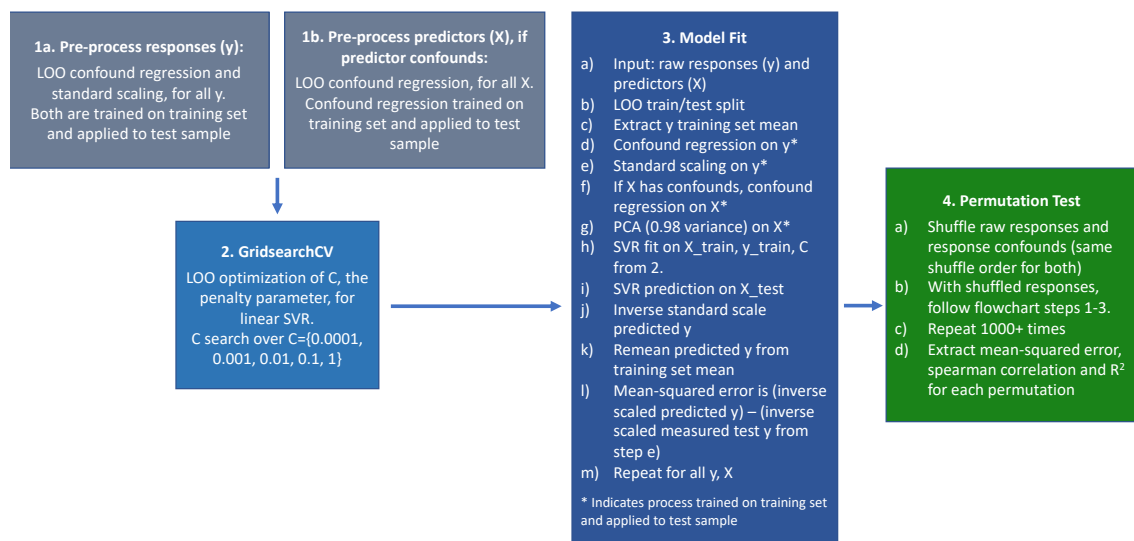 1a. Pre-process responses (y):
LOO confound regression and
standard scaling, for all y.
Both are trained on training set
and applied to test sample
1b. Pre-process predictors (X), if
predictor confounds:
LOO confound regression, for all X.
Confound regression trained on
training set and applied to test
sample
2. GridsearchCV
LOO optimization of C, the
penalty parameter, for
linear SVR.
C search over C={0.0001,
0.001, 0.01, 0.1, 1}
3. Model Fit
a) Input: raw responses (y) and
predictors (X)
b) LOO train/test split
c) Extract y training set mean
d) Confound regression on y*
e) Standard scaling on y*
f) If X has confounds, confound
regression on X*
g) PCA (0.98 variance) on X*
h) SVR fit on X_train, y_train, C
from 2.
i) SVR prediction on X_test
j) Inverse standard scale
predicted y
k) Remean predicted y from
training set mean
l) Mean-squared error is (inverse
scaled predicted y) – (inverse
scaled measured test y from
step e)
m) Repeat for all y, X
* Indicates process trained on training set
and applied to test sample
4. Permutation Test
a) Shuffle raw responses and
response confounds (same
shuffle order for both)
b) With shuffled responses,
follow flowchart steps 1-3.
c) Repeat 1000+ times
d) Extract mean-squared error,
spearman correlation and R²
for each permutation